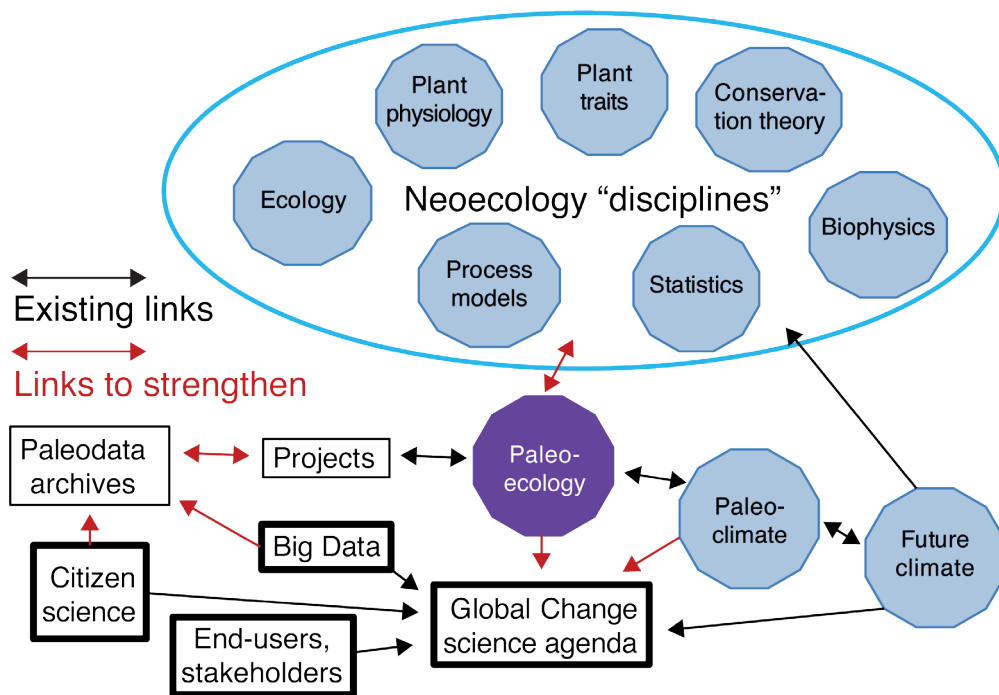 Plant
physiology
Plant
traits
Conserva-
tion theory
Ecology
Neoecology “disciplines”
Biophysics
Process
models
Statistics
Existing links
Links to strengthen
Paleodata
archives
Projects
Paleo-
ecology
Paleo-
climate
Future
climate
Big Data
Citizen
science
Global Change
science agenda
End-users,
stakeholders